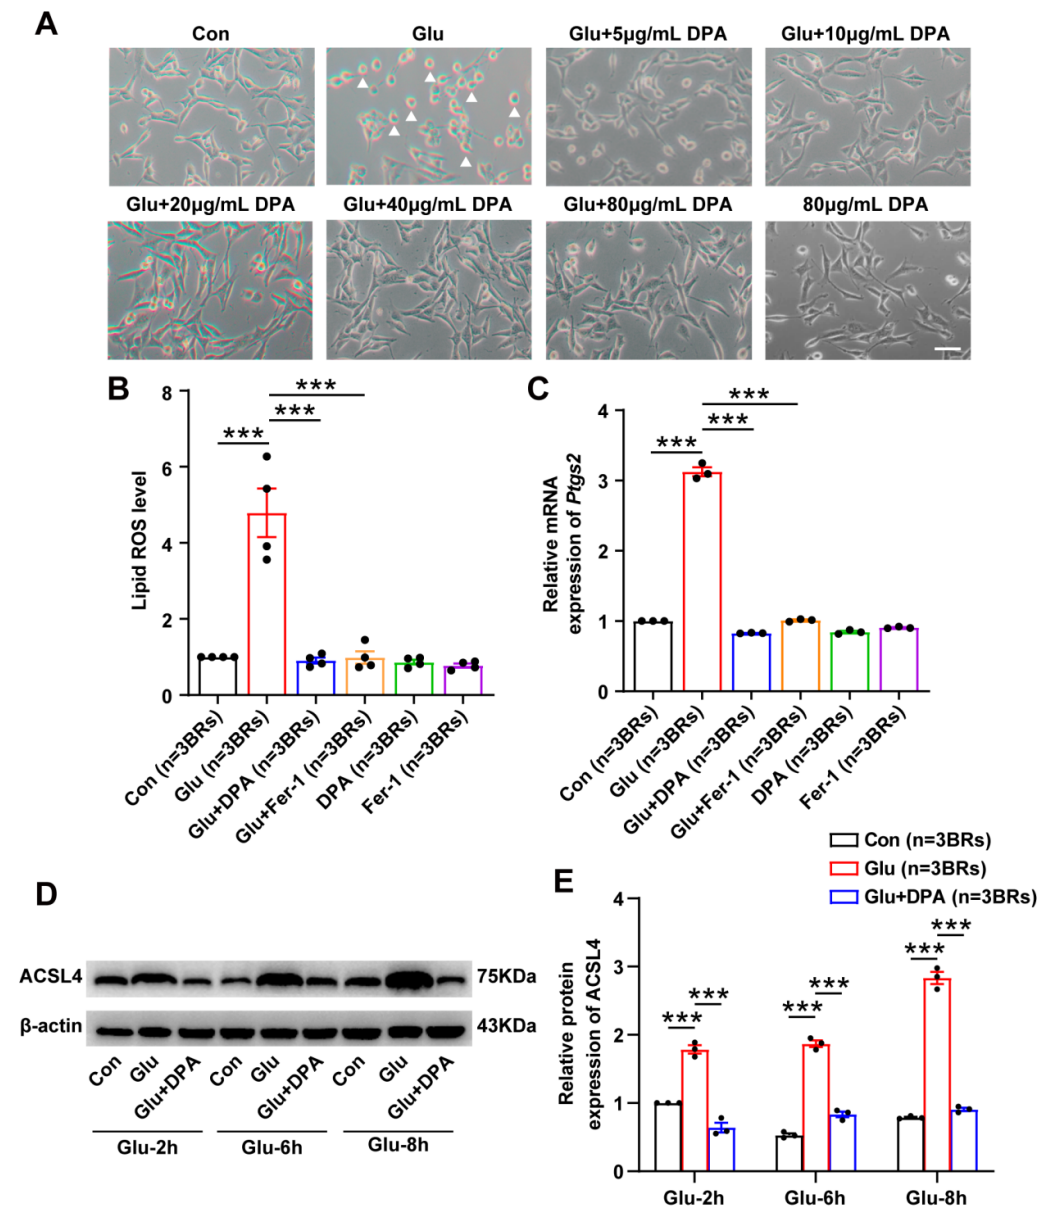 A
Con
Glu
Glu+5μg/mL DPA
Glu+10μg/mL DPA
Glu+20μg/mL DPA
Glu+40μg/mL DPA
Glu+80μg/mL DPA
80μg/mL DPA
B
Lipid ROS level
8
6
4
2
0
***
***
***
Con (n=3BRs)
Glu (n=3BRs)
Glu+DPA (n=3BRs)
Glu+Fer-1 (n=3BRs)
DPA (n=3BRs)
Fer-1 (n=3BRs)
C
Relative mRNA
expression of Ptgs2
4
3
2
1
0
***
***
***
Con (n=3BRs)
Glu (n=3BRs)
Glu+DPA (n=3BRs)
Glu+Fer-1 (n=3BRs)
DPA (n=3BRs)
Fer-1 (n=3BRs)
D
ACSL4
75KDa
β-actin
43KDa
Con
Glu
Glu+DPA
Con
Glu
Glu+DPA
Con
Glu
Glu+DPA
Glu-2h
Glu-6h
Glu-8h
E
Con (n=3BRs)
Glu (n=3BRs)
Glu+DPA (n=3BRs)
Relative protein
expression of ACSL4
4
3
2
1
0
***
***
***
***
***
***
Glu-2h
Glu-6h
Glu-8h